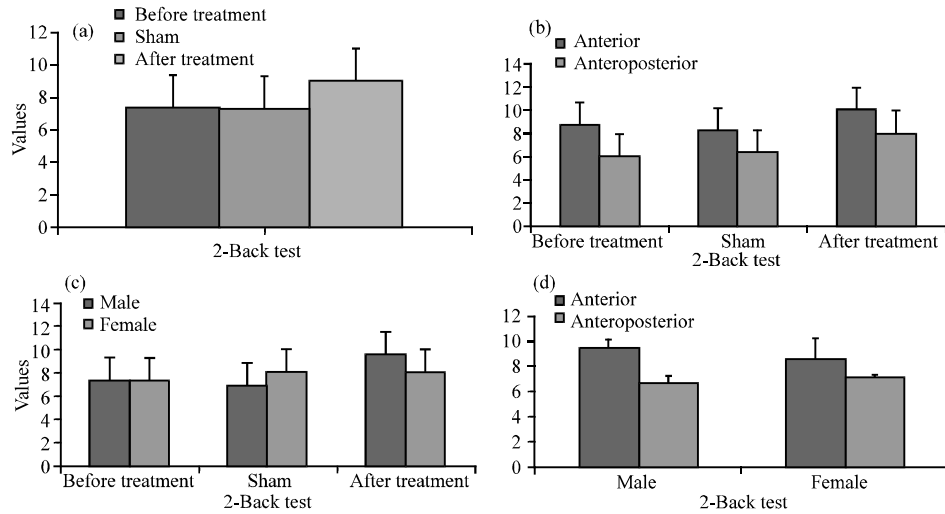 (a)
Before treatment
Sham
After treatment
12
10
8
6
4
2
0
Values
2-Back test
(b)
Anterior
Anteroposterior
14
12
10
8
6
4
2
0
Before treatment Sham After treatment
2-Back test
(c)
Male
Female
14
12
10
8
6
4
2
0
Values
Before treatment Sham After treatment
2-Back test
(d)
Anterior
Anteroposterior
12
10
8
6
4
2
0
Male Female
2-Back test